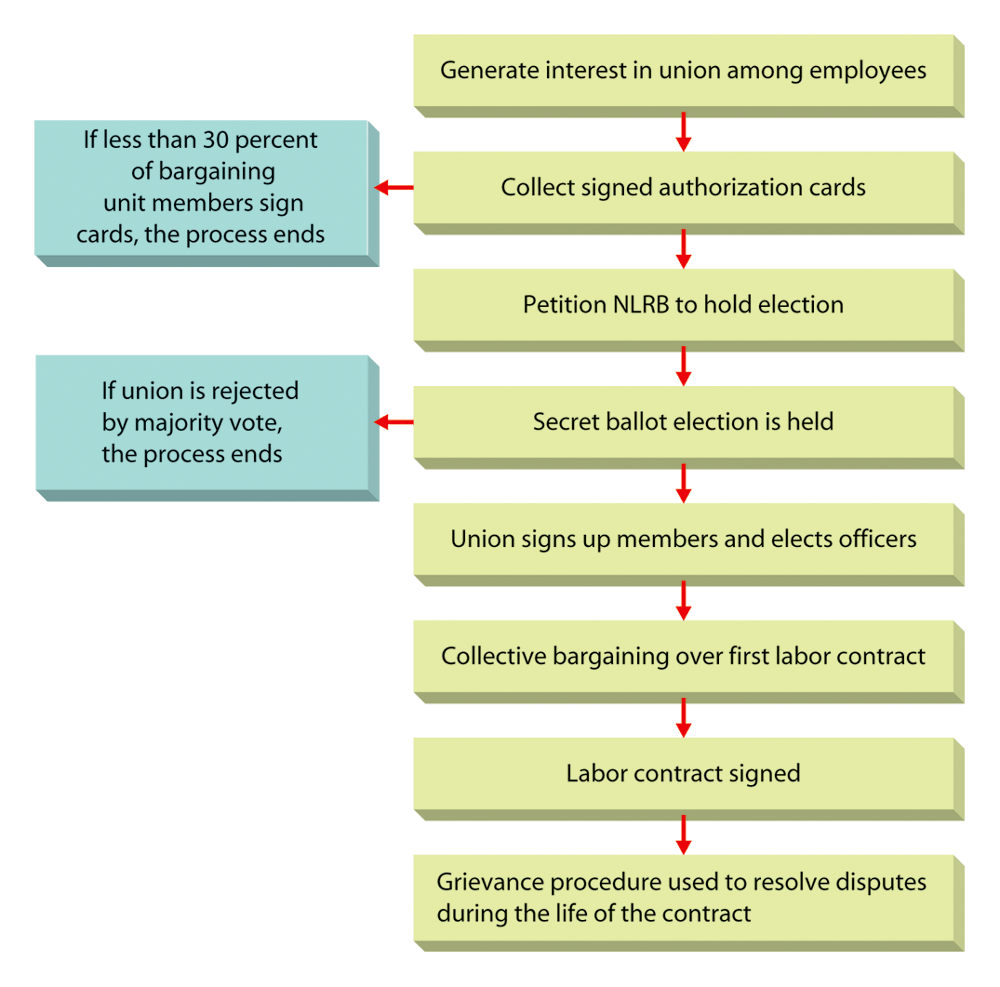 Generate interest in union among employees
If less than 30 percent
of bargaining
unit members sign
cards, the process ends
Collect signed authorization cards
Petition NLRB to hold election
If union is rejected
by majority vote,
the process ends
Secret ballot election is held
Union signs up members and elects officers
Collective bargaining over first labor contract
Labor contract signed
Grievance procedure used to resolve disputes
during the life of the contract